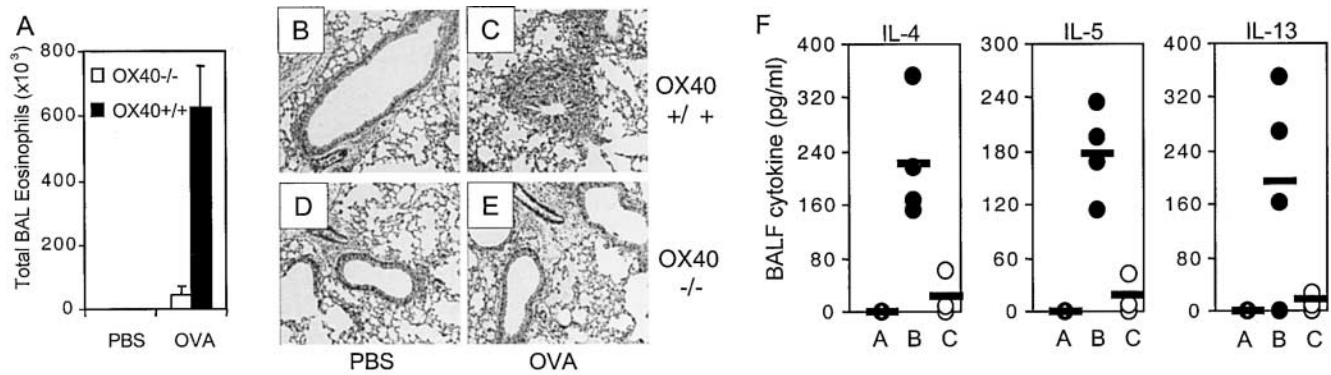 A
Total BAL Eosinophils (x10⁻³)
800
600
400
200
0
OX40-/-
OX40+/+
PBS OVA
B
C
D
E
OX40
+/ +
OX40
-/-
PBS
OVA
F
BALF cytokine (pg/ml)
IL-4
400
320
240
160
80
0
A B C
IL-5
300
240
180
120
60
0
A B C
IL-13
400
320
240
160
80
0
A B C